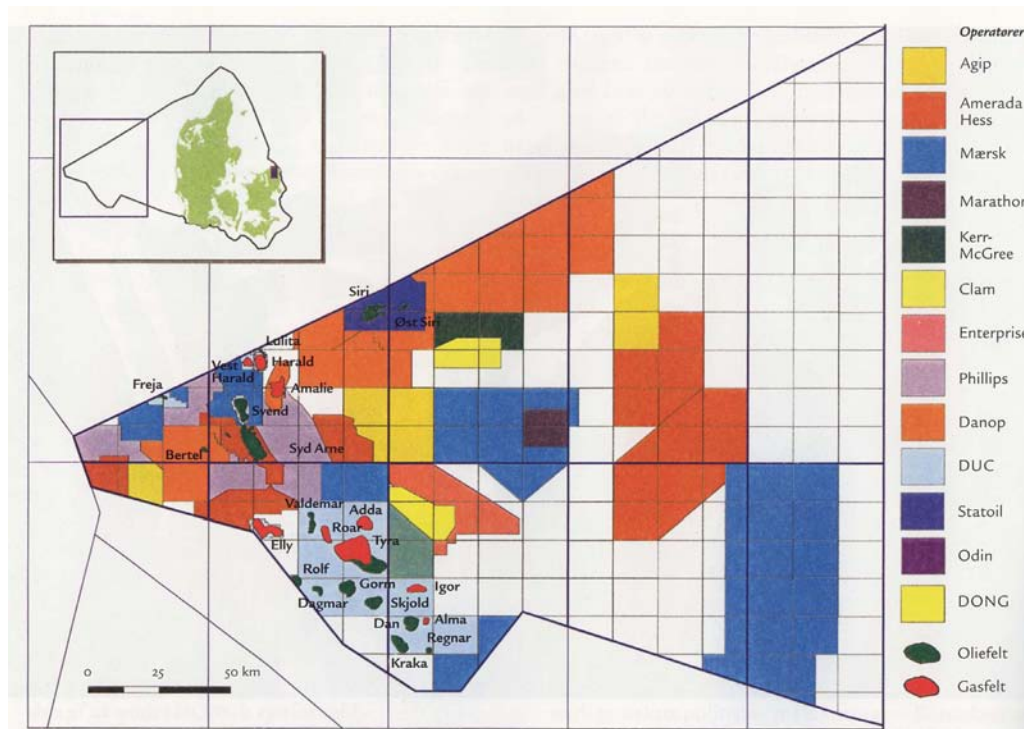 Operatører
Agip
Amerada
Hess
Mærsk
Marathon
Kerr-
McGree
Clam
Enterprise
Phillips
Danop
DUC
Statoil
Odin
DONG
Oliefelt
Gasfelt
Siri
Øst Siri
Lolita
Vest
Harald
Harald
Freja
Amalie
Svend
Bertel
Syd Arne
Valdemar
Adda
Roar
Tyra
Elly
Rolf
Gorm
Igor
Dagmar
Skjold
Dan
Alma
Regnar
Kraka
0 25 50 km